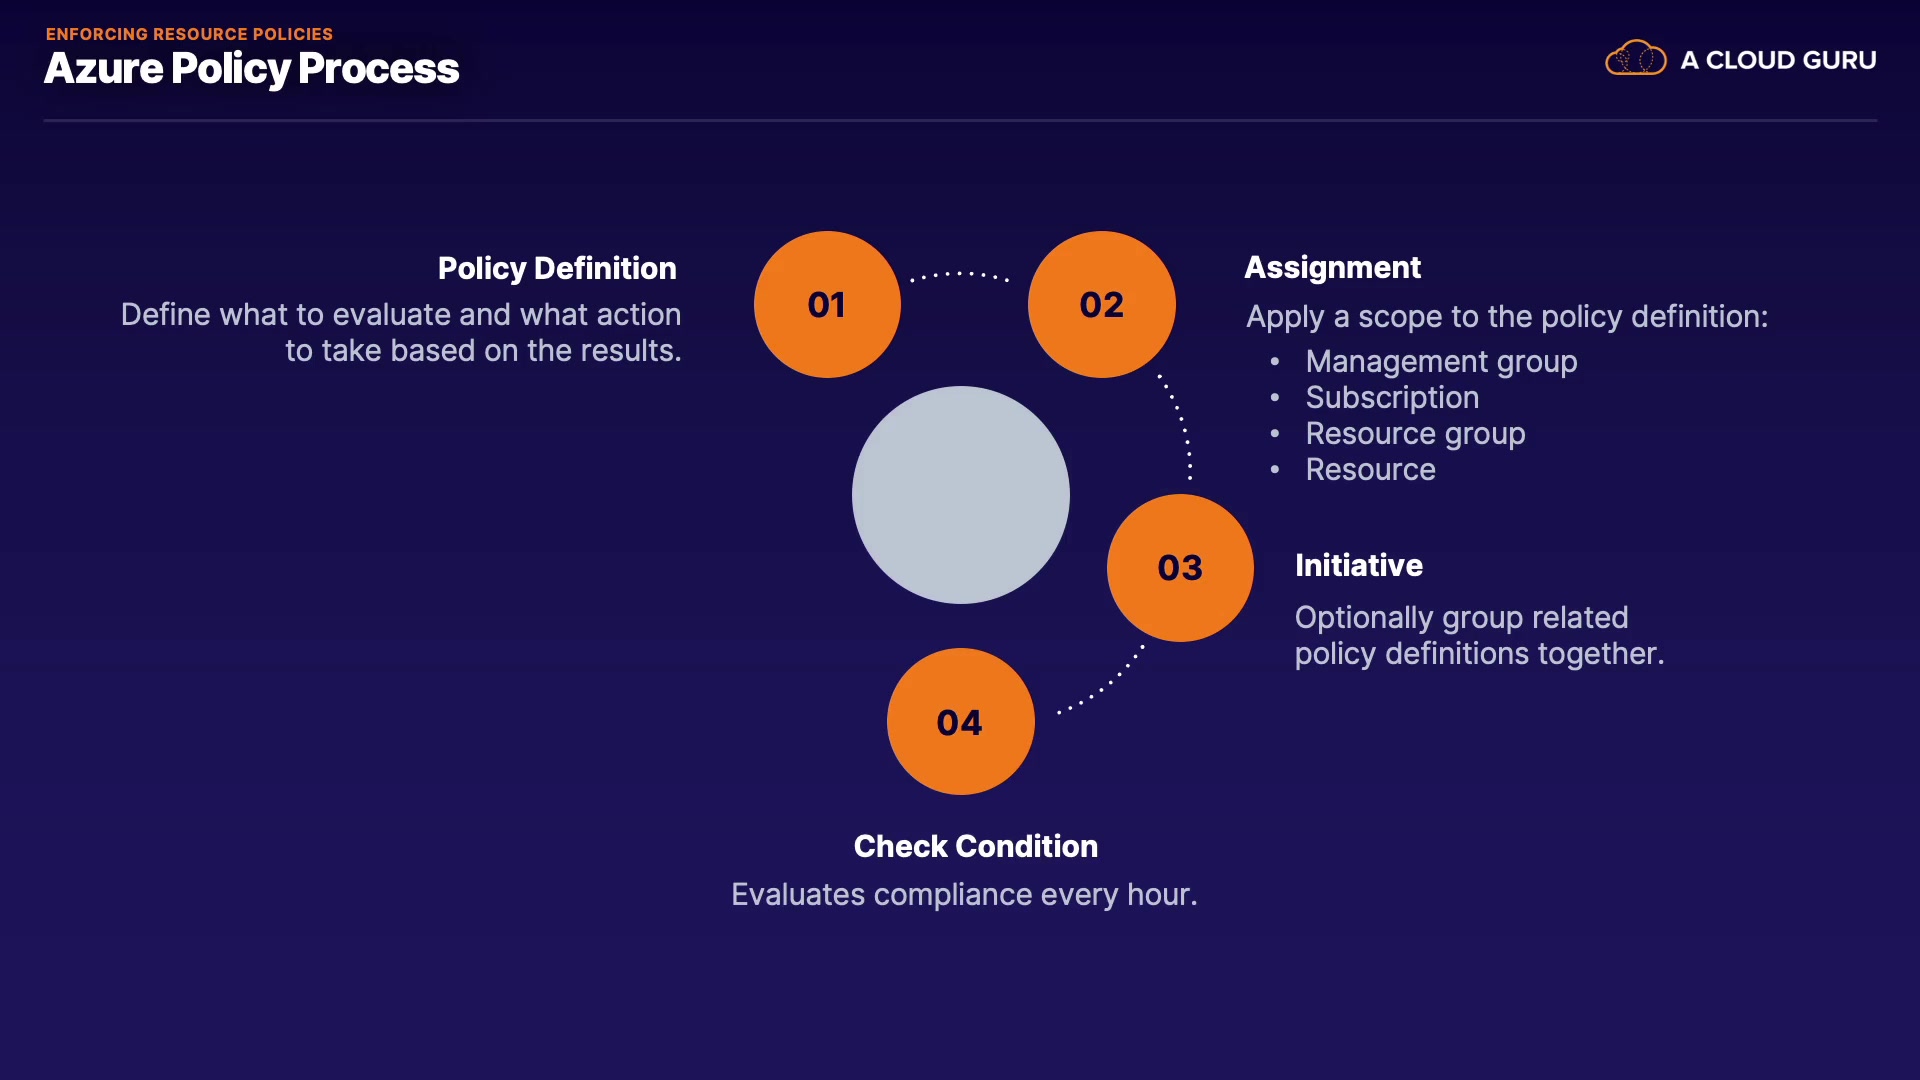 ENFORCING RESOURCE POLICIES
Azure Policy Process
A CLOUD GURU
Policy Definition
Define what to evaluate and what action
to take based on the results.
01
02
Assignment
Apply a scope to the policy definition:
• Management group
• Subscription
• Resource group
• Resource
03
Initiative
Optionally group related
policy definitions together.
04
Check Condition
Evaluates compliance every hour.